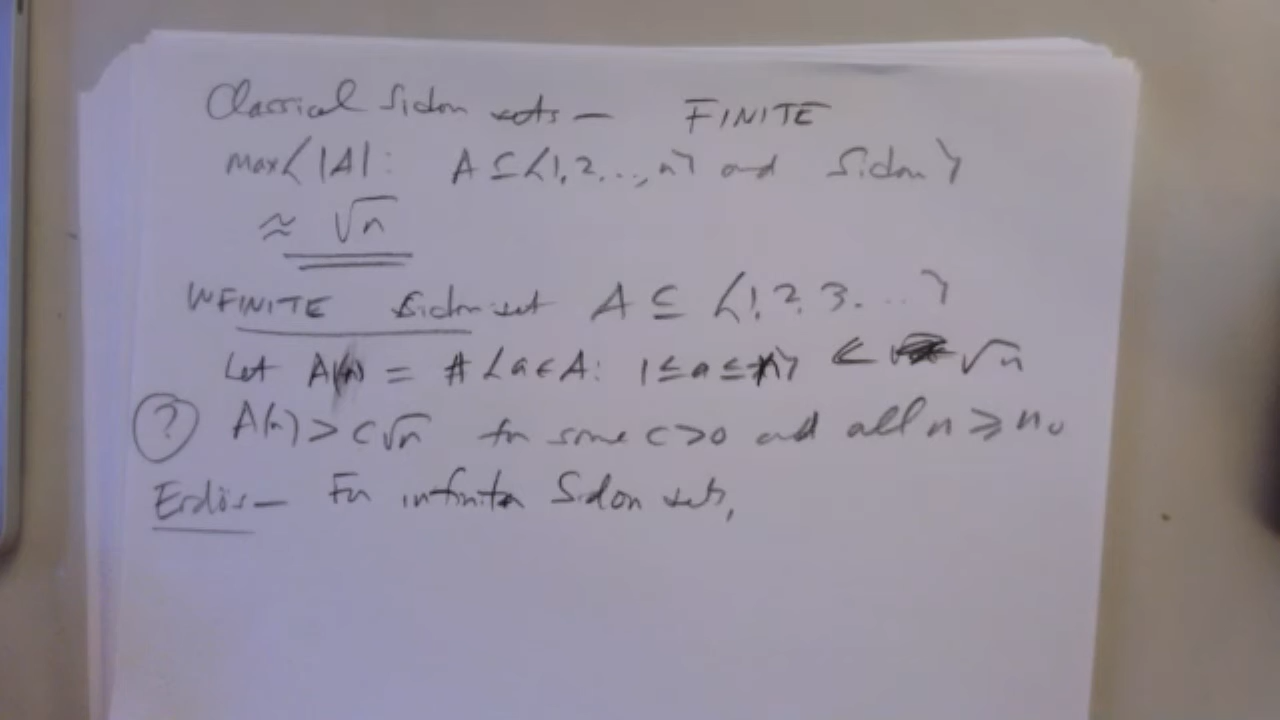 Classical Sidon sets — FINITE
max{|A|: A ⊆ {1,2,...,n} and Sidon}
≈ √n
INFINITE Sidon set A ⊆ {1,2,3,...}
Let A(n) = #{a∈A: 1≤a≤n} < √n
? A(n) > c√n for some c>0 and all n ≥ n₀
Erdös — For infinite Sidon sets,